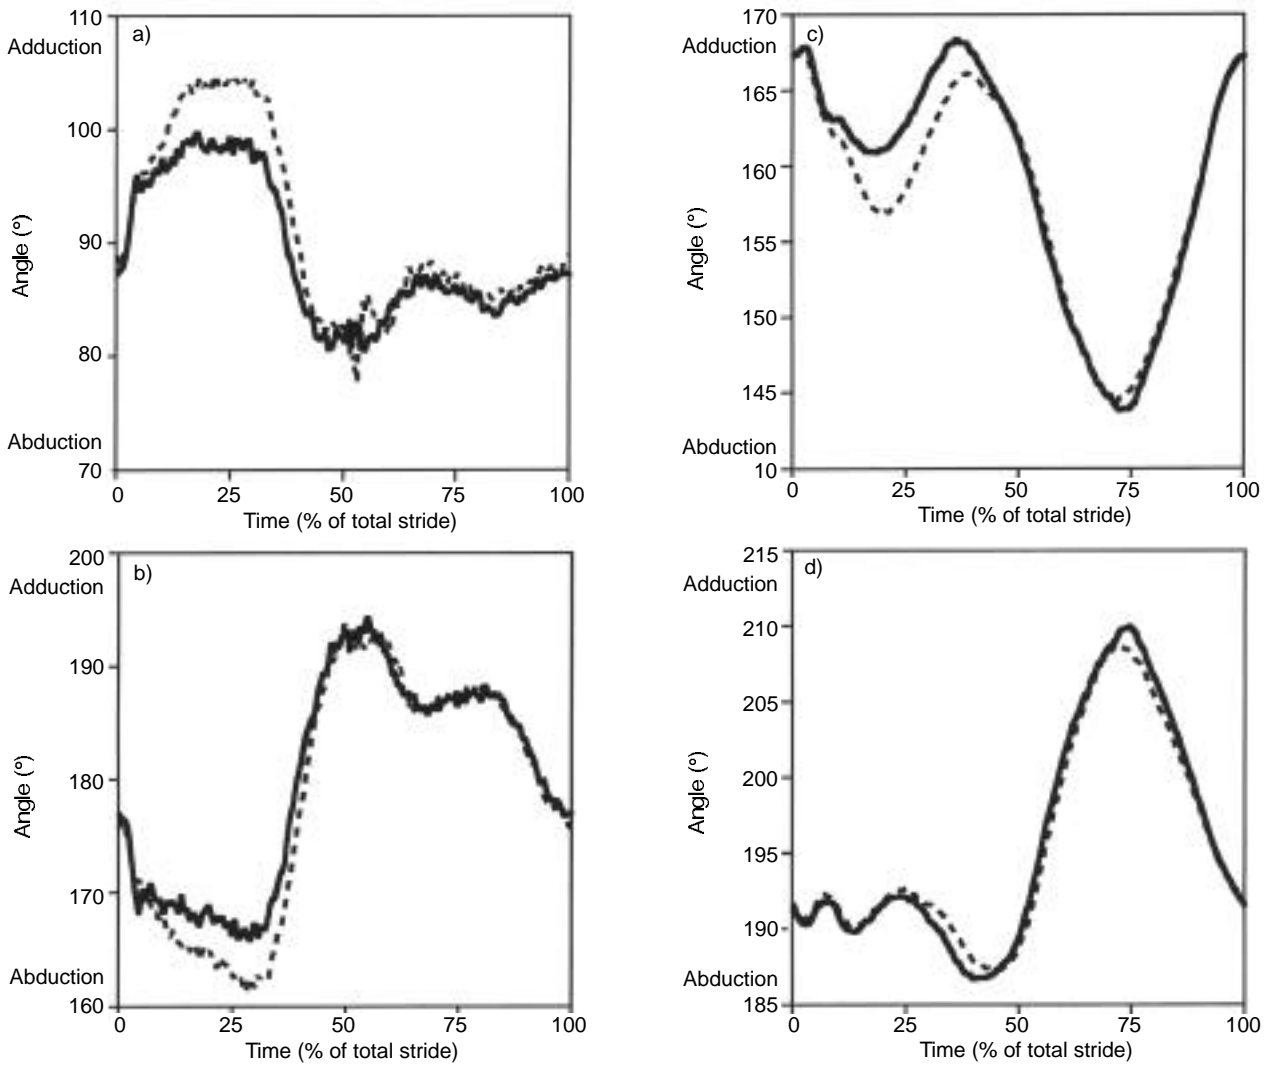 110
Adduction
a)
100
Angle (°)
90
80
Abduction
70
0 25 50 75 100
Time (% of total stride)
170
Adduction
c)
165
160
Angle (°)
155
150
145
Abduction
10
0 25 50 75 100
Time (% of total stride)
200
Adduction
b)
190
Angle (°)
180
170
Abduction
160
0 25 50 75 100
Time (% of total stride)
215
Adduction
d)
210
205
Angle (°)
200
195
190
Abduction
185
0 25 50 75 100
Time (% of total stride)